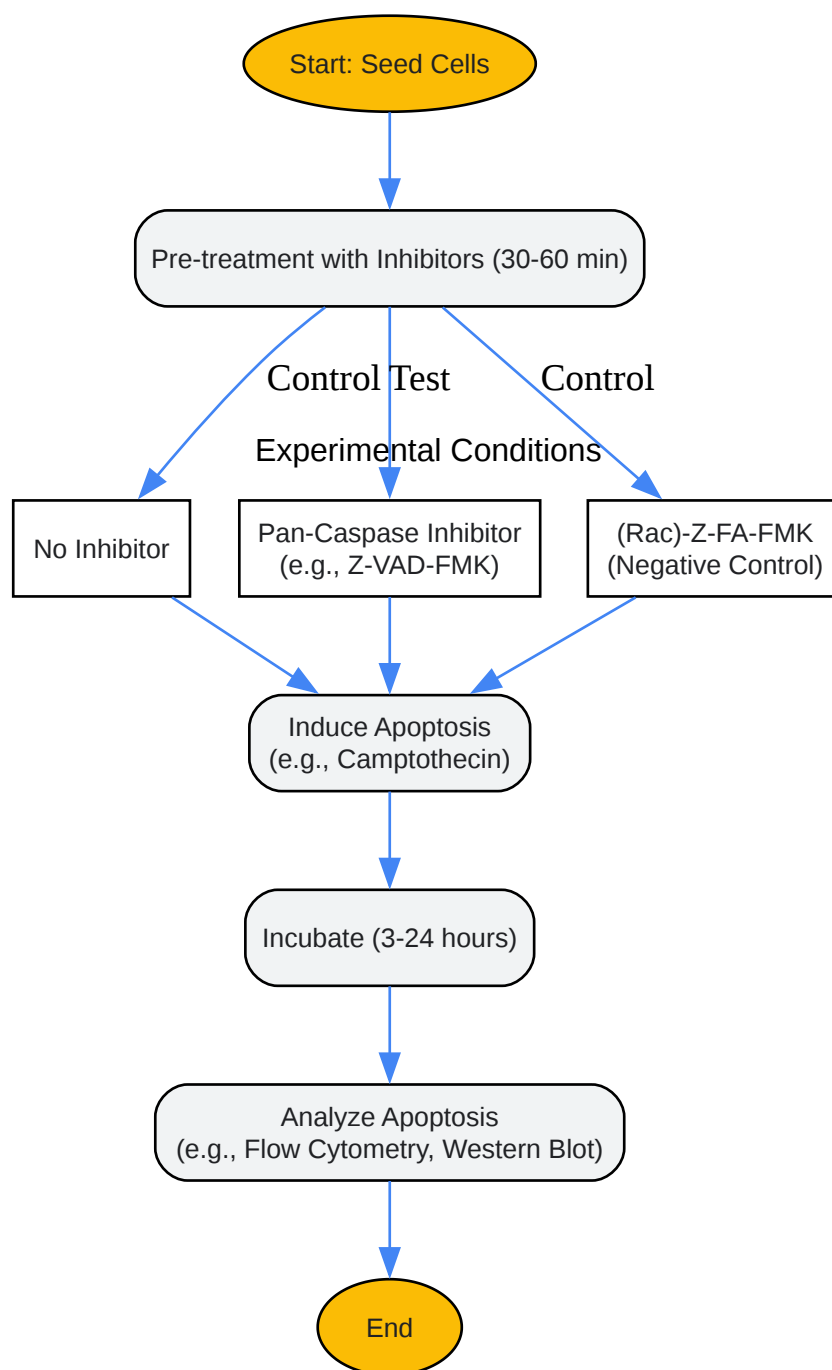 Start: Seed Cells
Pre-treatment with Inhibitors (30-60 min)
Control
Test
Control
Experimental Conditions
No Inhibitor
Pan-Caspase Inhibitor
(e.g., Z-VAD-FMK)
(Rac)-Z-FA-FMK
(Negative Control)
Induce Apoptosis
(e.g., Camptothecin)
Incubate (3-24 hours)
Analyze Apoptosis
(e.g., Flow Cytometry, Western Blot)
End